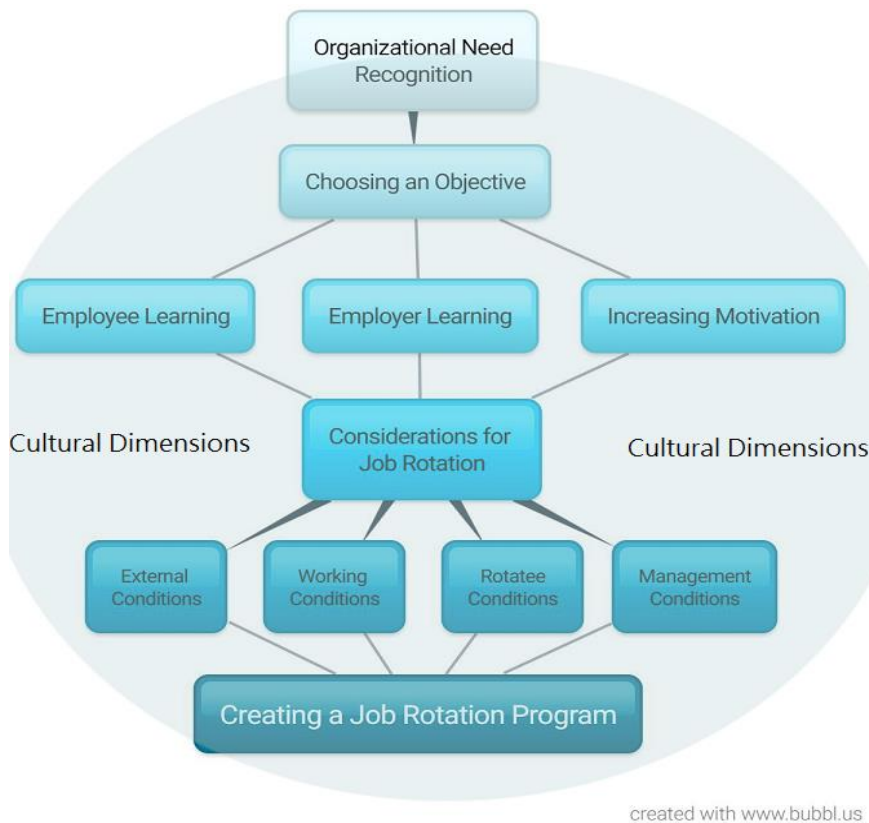 Organizational Need
Recognition
Choosing an Objective
Employee Learning
Employer Learning
Increasing Motivation
Cultural Dimensions
Considerations for
Job Rotation
Cultural Dimensions
External
Conditions
Working
Conditions
Rotatee
Conditions
Management
Conditions
Creating a Job Rotation Program
created with www.bubbl.us